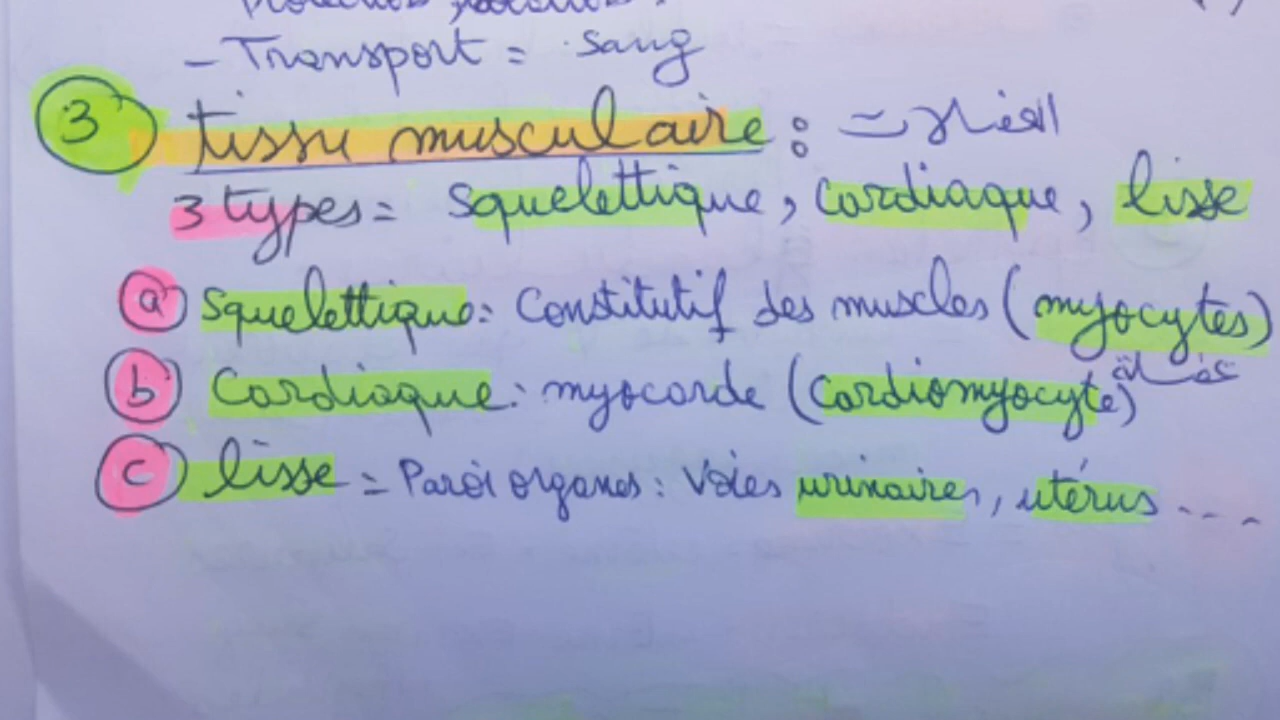 - Transport = Sang
3 tissu musculaire :
3 types = Squelettique, Cardiaque, lisse
a Squelettique : Constitutif des muscles (myocytes)
b Cardiaque : myocarde (Cardiomyocyte)
c lisse = Paroi organes : Voies urinaires, utérus ....